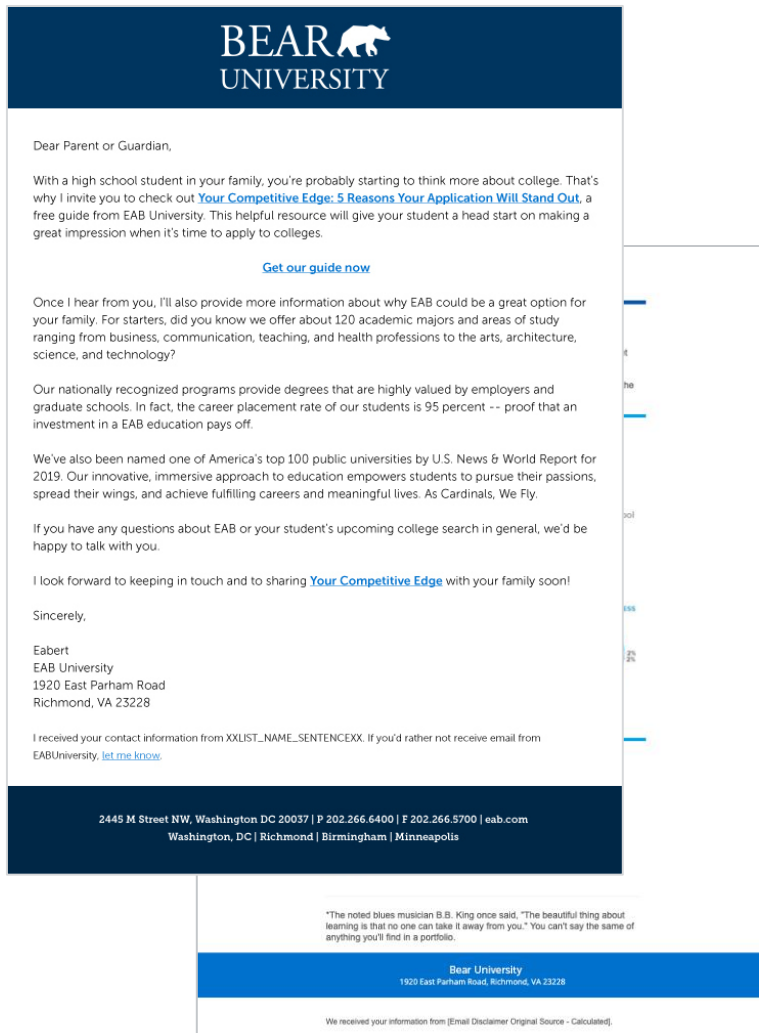 BEAR
UNIVERSITY
Dear Parent or Guardian,
With a high school student in your family, you're probably starting to think more about college. That's
why I invite you to check out Your Competitive Edge: 5 Reasons Your Application Will Stand Out, a
free guide from EAB University. This helpful resource will give your student a head start on making a
great impression when it's time to apply to colleges.
Get our guide now
Once I hear from you, I'll also provide more information about why EAB could be a great option for
your family. For starters, did you know we offer about 120 academic majors and areas of study
ranging from business, communication, teaching, and health professions to the arts, architecture,
science, and technology?
Our nationally recognized programs provide degrees that are highly valued by employers and
graduate schools. In fact, the career placement rate of our students is 95 percent -- proof that an
investment in a EAB education pays off.
We've also been named one of America's top 100 public universities by U.S. News & World Report for
2019. Our innovative, immersive approach to education empowers students to pursue their passions,
spread their wings, and achieve fulfilling careers and meaningful lives. As Cardinals, We Fly.
If you have any questions about EAB or your student's upcoming college search in general, we'd be
happy to talk with you.
I look forward to keeping in touch and to sharing Your Competitive Edge with your family soon!
Sincerely,
Eabert
EAB University
1920 East Parham Road
Richmond, VA 23228
I received your contact information from XXLIST_NAME_SENTENCEXX. If you'd rather not receive email from
EABUniversity, let me know.
2445 M Street NW, Washington DC 20037 | P 202.266.6400 | F 202.266.5700 | eab.com
Washington, DC | Richmond | Birmingham | Minneapolis
2%
2%
"The noted blues musician B.B. King once said, "The beautiful thing about
learning is that no one can take it away from you." You can't say the same of
anything you'll find in a portfolio.
Bear University
1920 East Parham Road, Richmond, VA 23228
We received your information from [Email Disclaimer Original Source - Calculated].